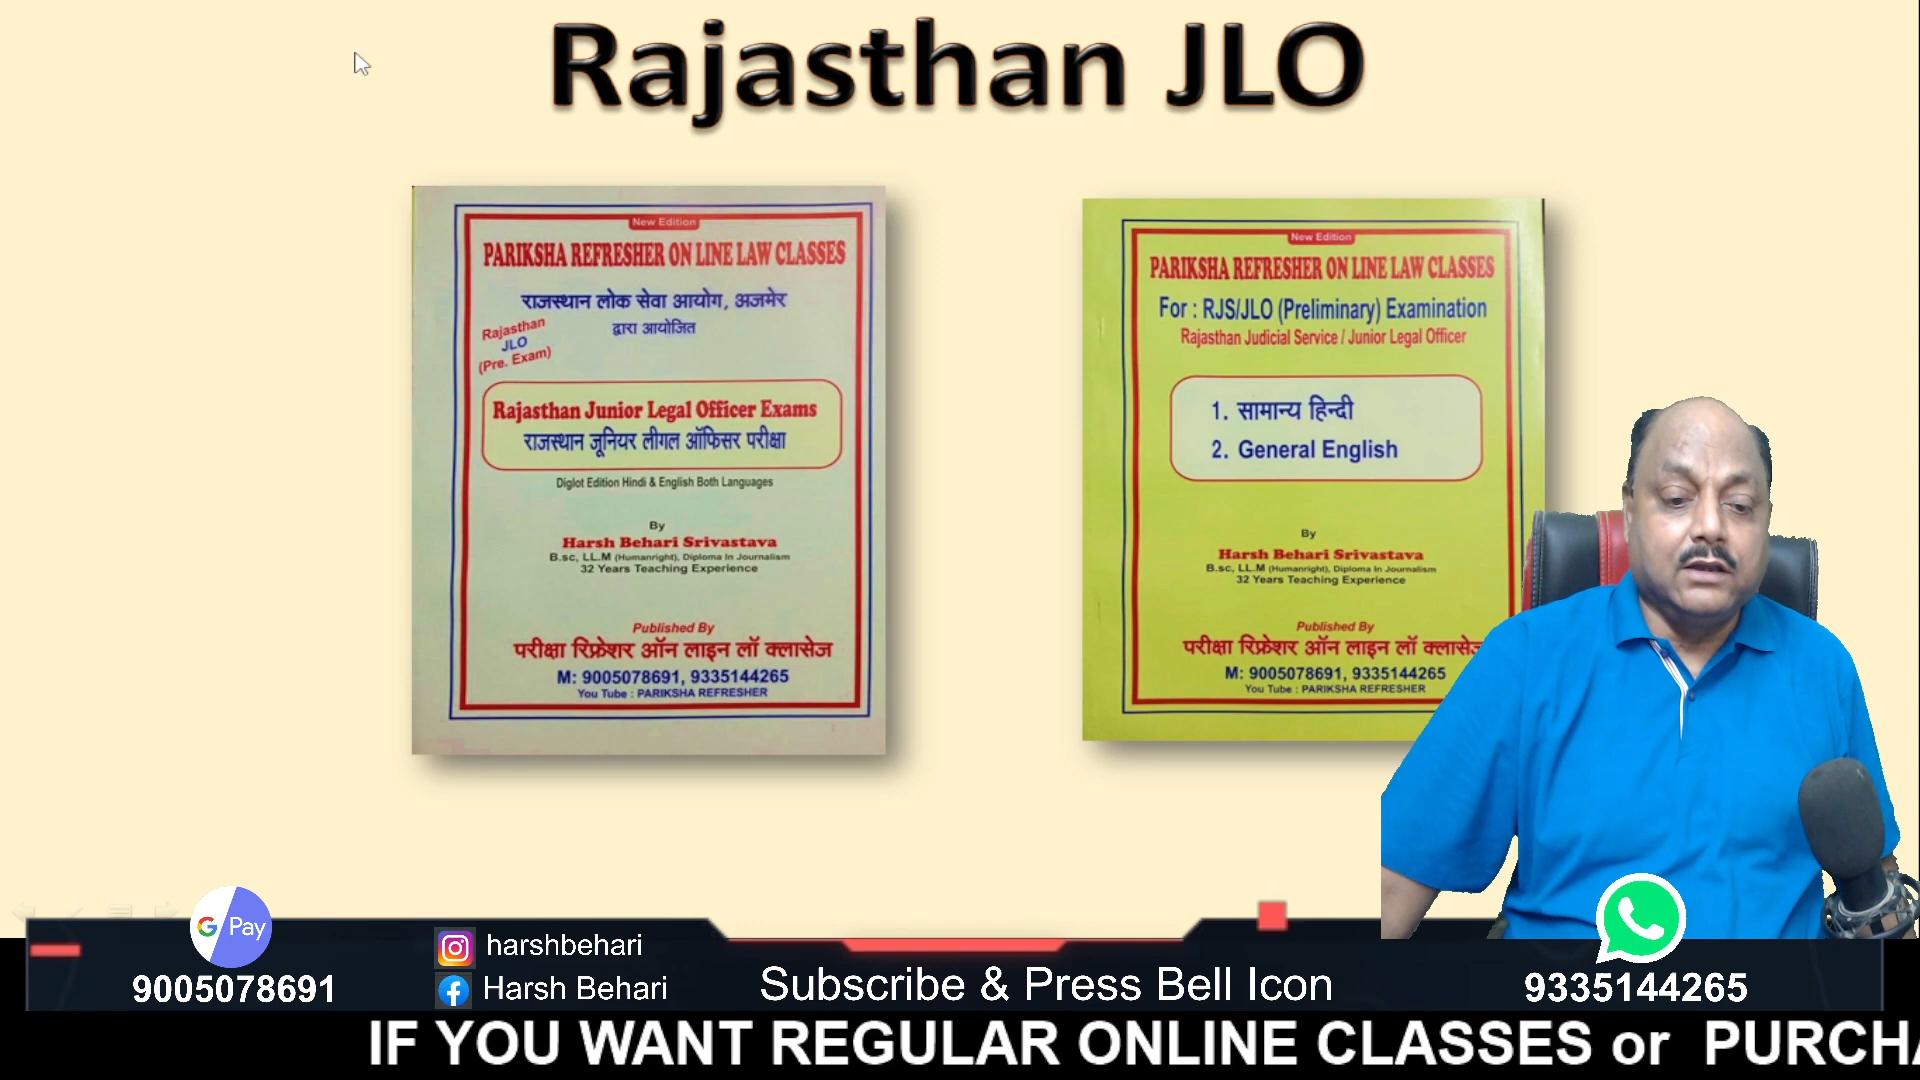 Rajasthan JLO
New Edition
PARIKSHA REFRESHER ON LINE LAW CLASSES
राजस्थान लोक सेवा आयोग, अजमेर
द्वारा आयोजित
Rajasthan
JLO
(Pre. Exam)
Rajasthan Junior Legal Officer Exams
राजस्थान जूनियर लीगल ऑफिसर परीक्षा
Diglot Edition Hindi & English Both Languages
By
Harsh Behari Srivastava
B.sc, LL.M (Humanright), Diploma In Journalism
32 Years Teaching Experience
Published By
परीक्षा रिफ्रेशर ऑन लाइन लॉ क्लासेज
M: 9005078691, 9335144265
You Tube : PARIKSHA REFRESHER
New Edition
PARIKSHA REFRESHER ON LINE LAW CLASSES
For : RJS/JLO (Preliminary) Examination
Rajasthan Judicial Service / Junior Legal Officer
1. सामान्य हिन्दी
2. General English
By
Harsh Behari Srivastava
B.sc, LL.M (Humanright), Diploma In Journalism
32 Years Teaching Experience
Published By
परीक्षा रिफ्रेशर ऑन लाइन लॉ क्लासेज
M: 9005078691, 9335144265
You Tube : PARIKSHA REFRESHER
G Pay
9005078691
harshbehari
Harsh Behari
Subscribe & Press Bell Icon
9335144265
IF YOU WANT REGULAR ONLINE CLASSES or